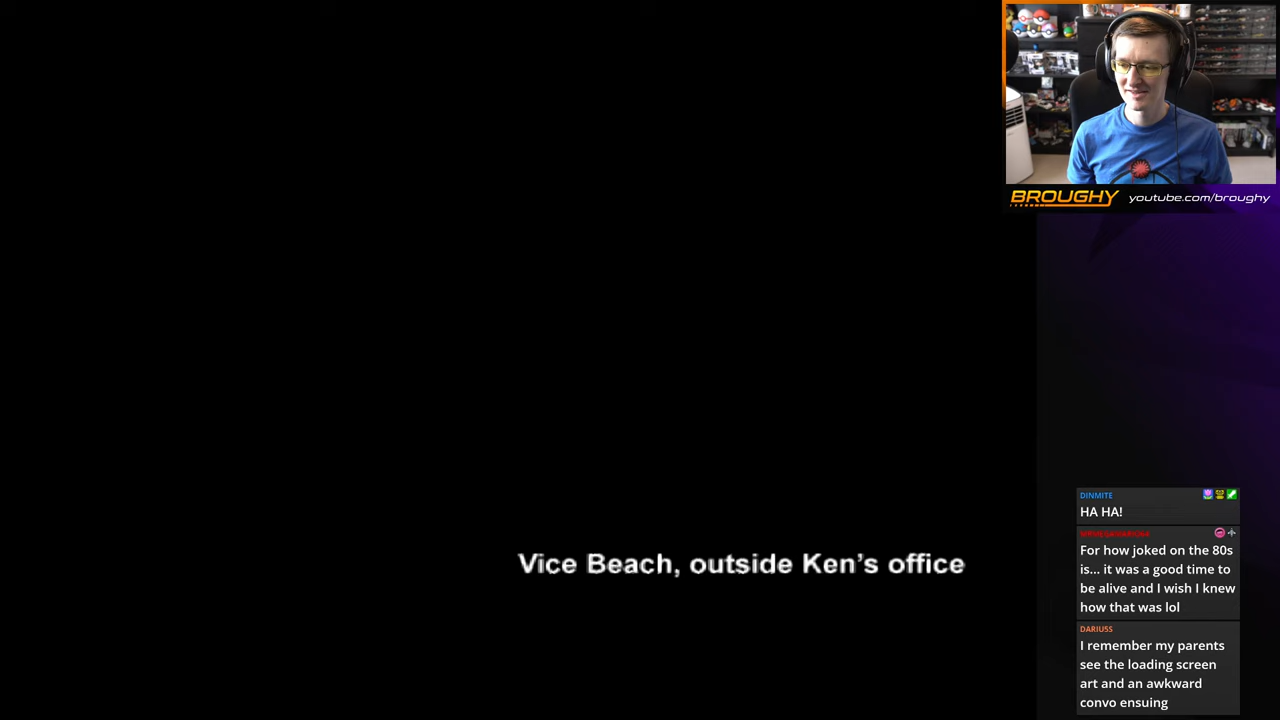 BROUGHY
youtube.com/broughy
DINMITE
HA HA!
For how joked on the 80s
is... it was a good time to
be alive and I wish I knew
how that was lol
DARIUSS
I remember my parents
see the loading screen
art and an awkward
convo ensuing
Vice Beach, outside Ken's office